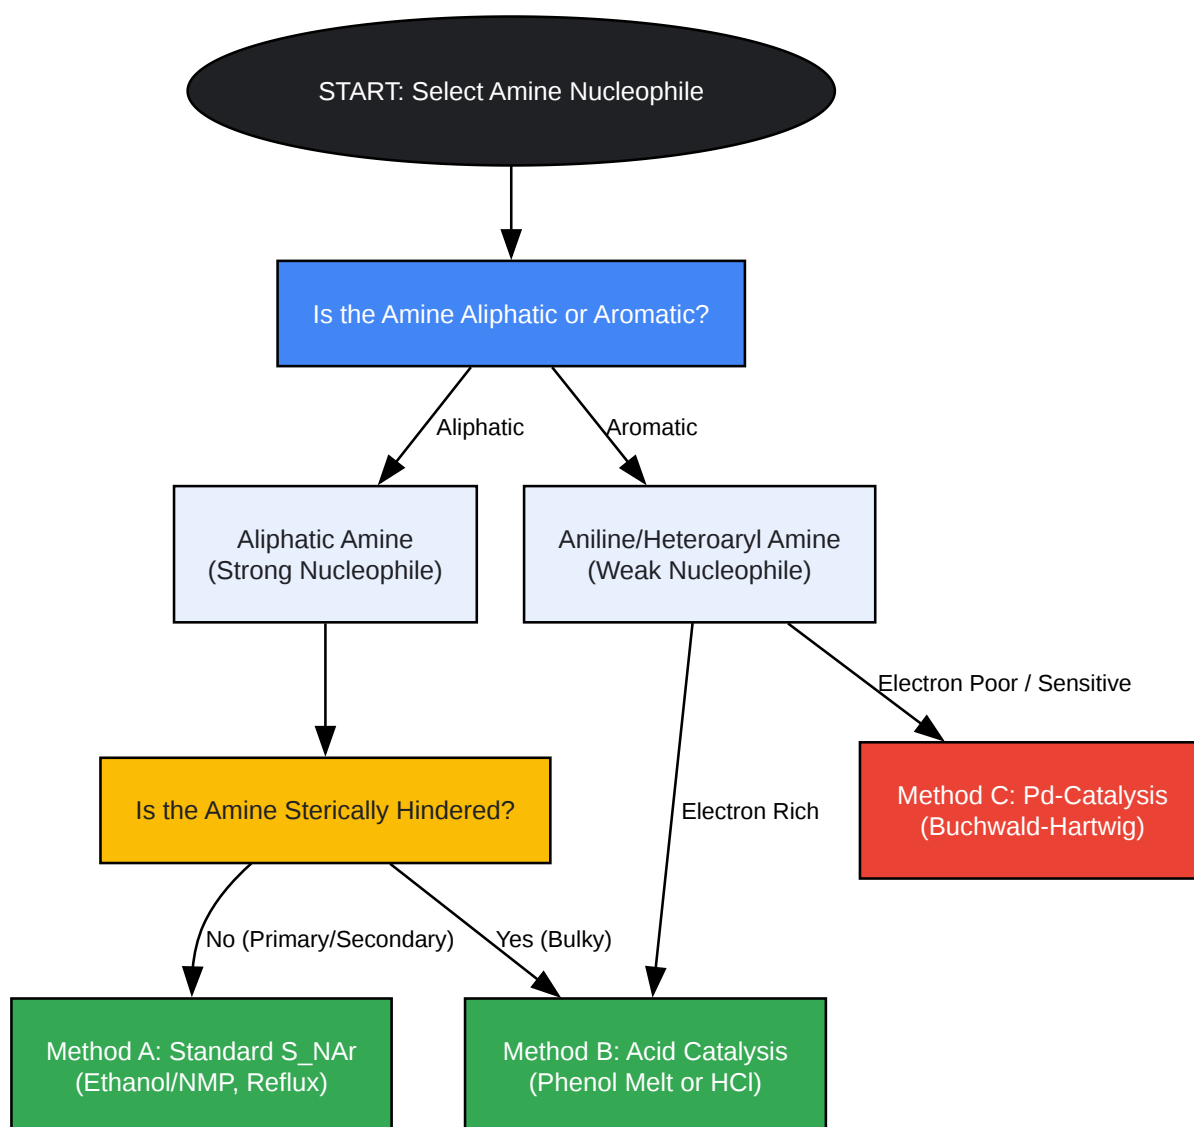 START: Select Amine Nucleophile
Is the Amine Aliphatic or Aromatic?
Aliphatic
Aromatic
Aliphatic Amine
(Strong Nucleophile)
Aniline/Heteroaryl Amine
(Weak Nucleophile)
Electron Poor / Sensitive
Is the Amine Sterically Hindered?
Electron Rich
Method C: Pd-Catalysis
(Buchwald-Hartwig)
No (Primary/Secondary)
Yes (Bulky)
Method A: Standard S_NAr
(Ethanol/NMP, Reflux)
Method B: Acid Catalysis
(Phenol Melt or HCl)